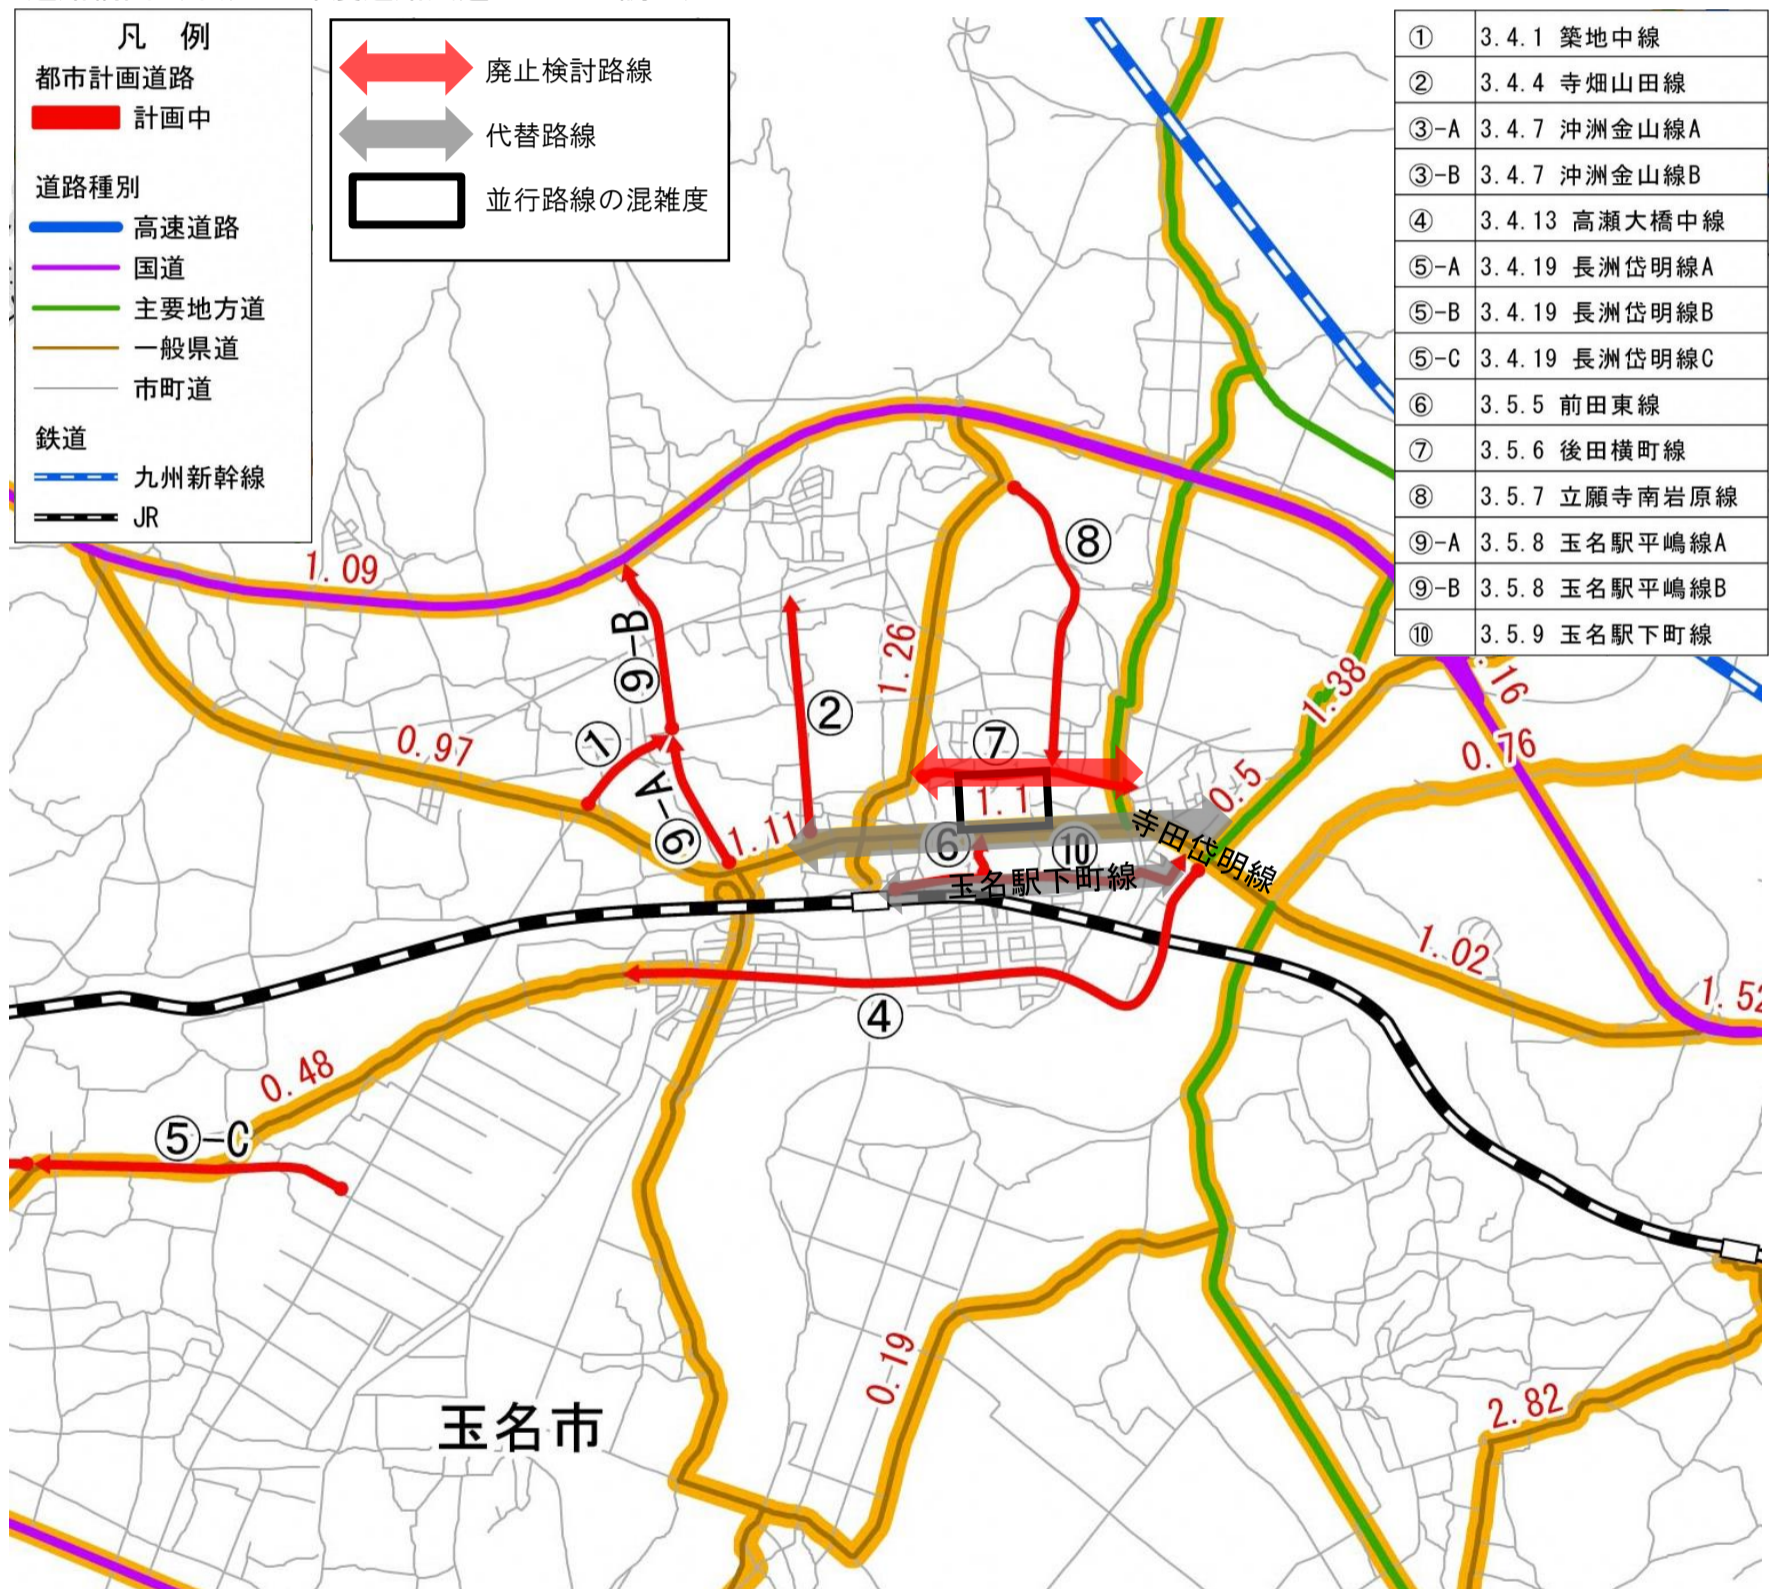 凡 例
都市計画道路
計画中
道路種別
高速道路
国道
主要地方道
一般県道
市町道
鉄道
九州新幹線
JR
廃止検討路線
代替路線
並行路線の混雑度
① 3.4.1 築地中線
② 3.4.4 寺畑山田線
③-A 3.4.7 沖洲金山線A
③-B 3.4.7 沖洲金山線B
④ 3.4.13 高瀬大橋中線
⑤-A 3.4.19 長洲岱明線A
⑤-B 3.4.19 長洲岱明線B
⑤-C 3.4.19 長洲岱明線C
⑥ 3.5.5 前田東線
⑦ 3.5.6 後田横町線
⑧ 3.5.7 立願寺南岩原線
⑨-A 3.5.8 玉名駅平嶋線A
⑨-B 3.5.8 玉名駅平嶋線B
⑩ 3.5.9 玉名駅下町線
⑧
1.09
⑨-B
1.26
②
1.38
16
①
0.97
⑦
0.76
⑨-A
1.11
1.1
0.5
⑥
⑩
寺田岱明線
玉名駅下町線
1.02
1.52
④
0.48
⑤-C
0.19
2.82
玉名市